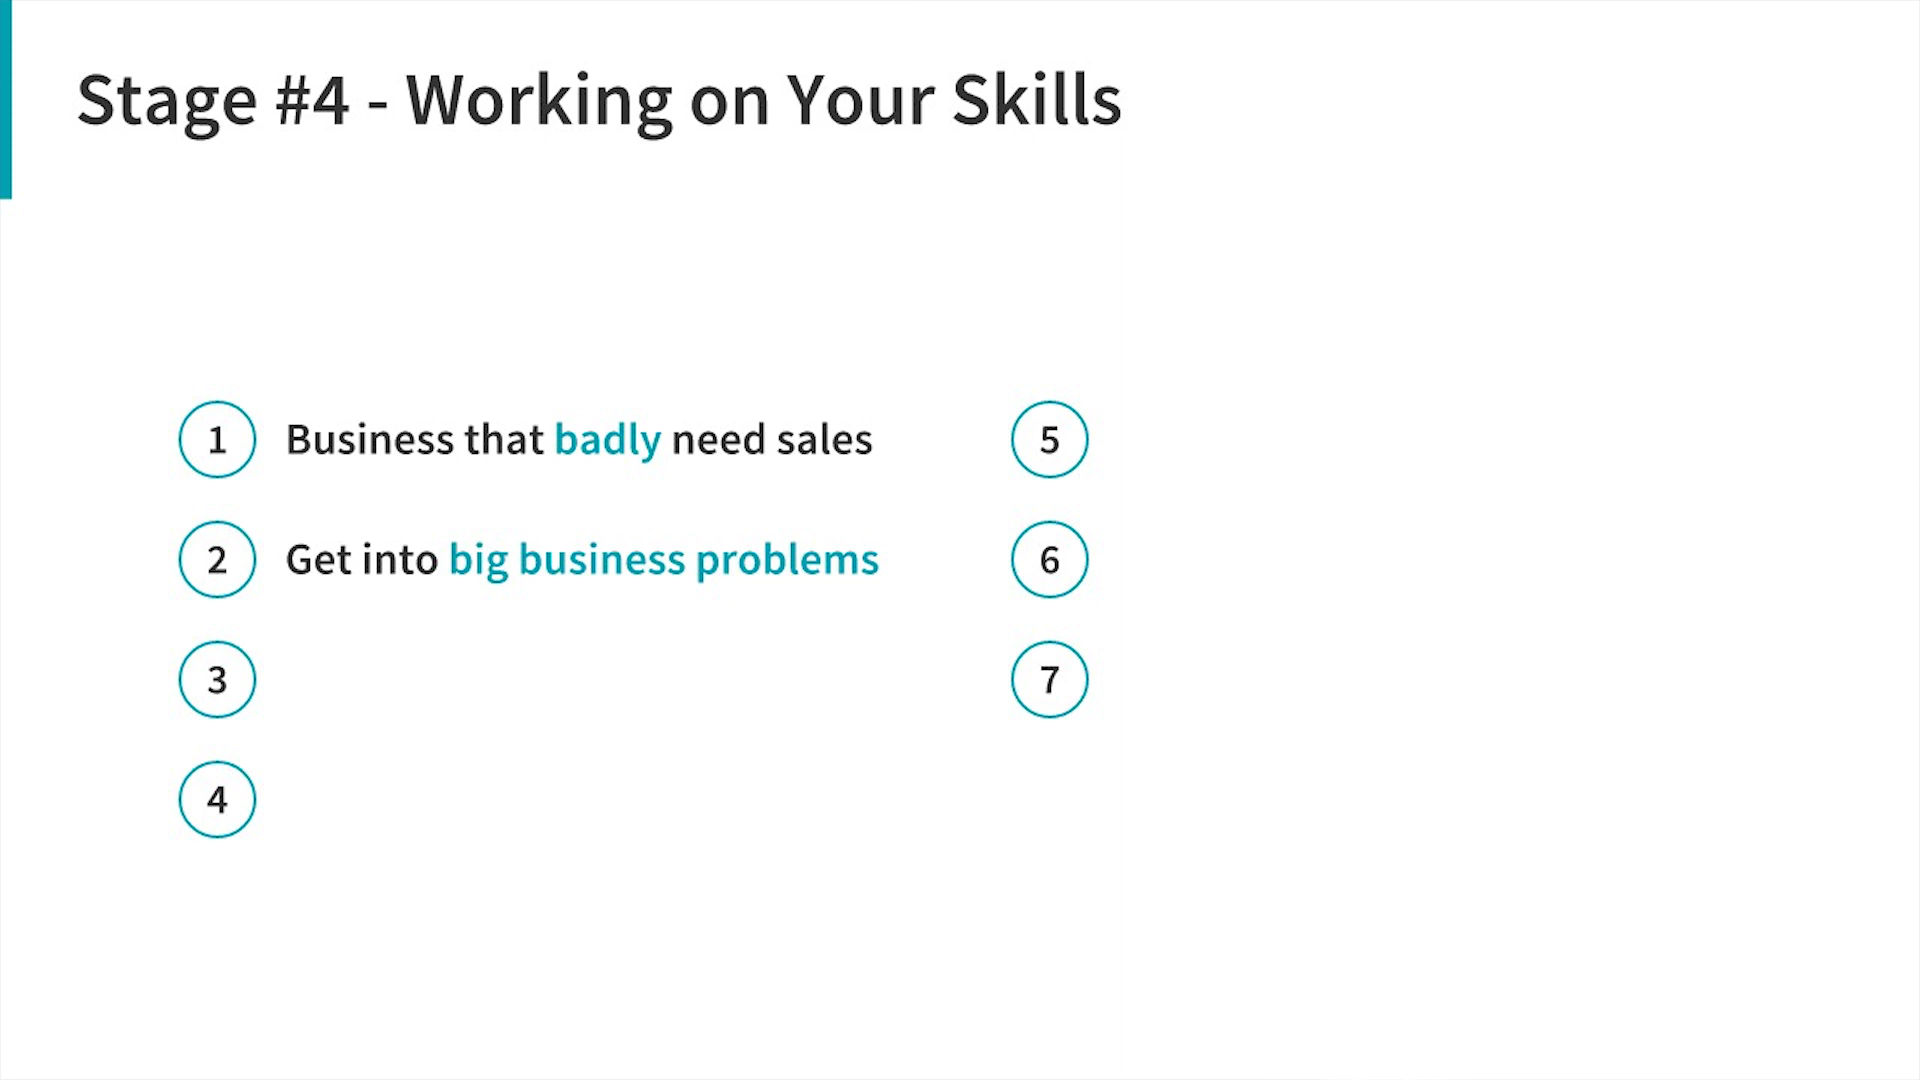 Stage #4 - Working on Your Skills
1 Business that badly need sales
2 Get into big business problems
3
4
5
6
7